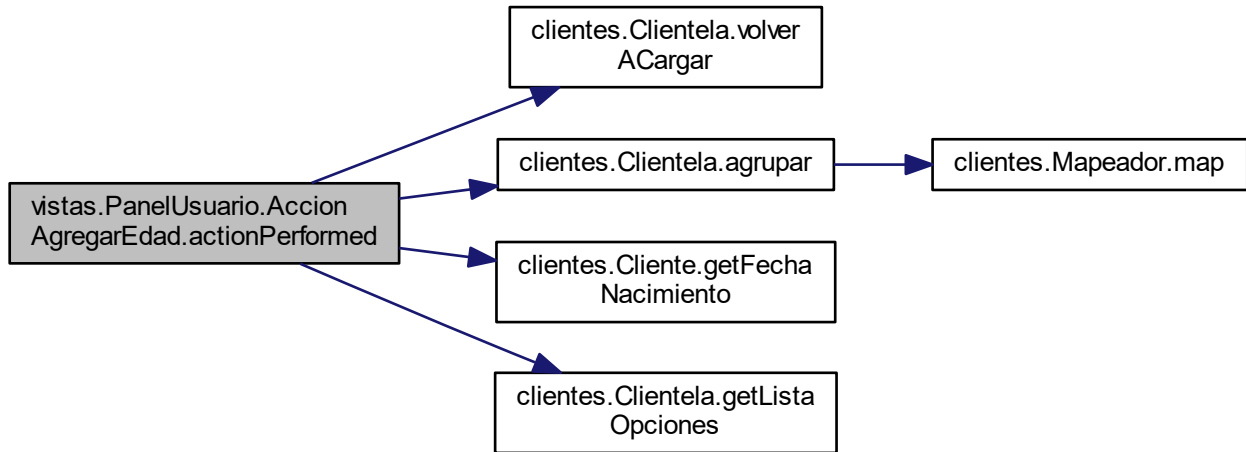 vistas.PanelUsuario.Accion
AgregarEdad.actionPerformed
clientes.Clientela.volver
ACargar
clientes.Clientela.agrupar
clientes.Mapeador.map
clientes.Cliente.getFecha
Nacimiento
clientes.Clientela.getLista
Opciones